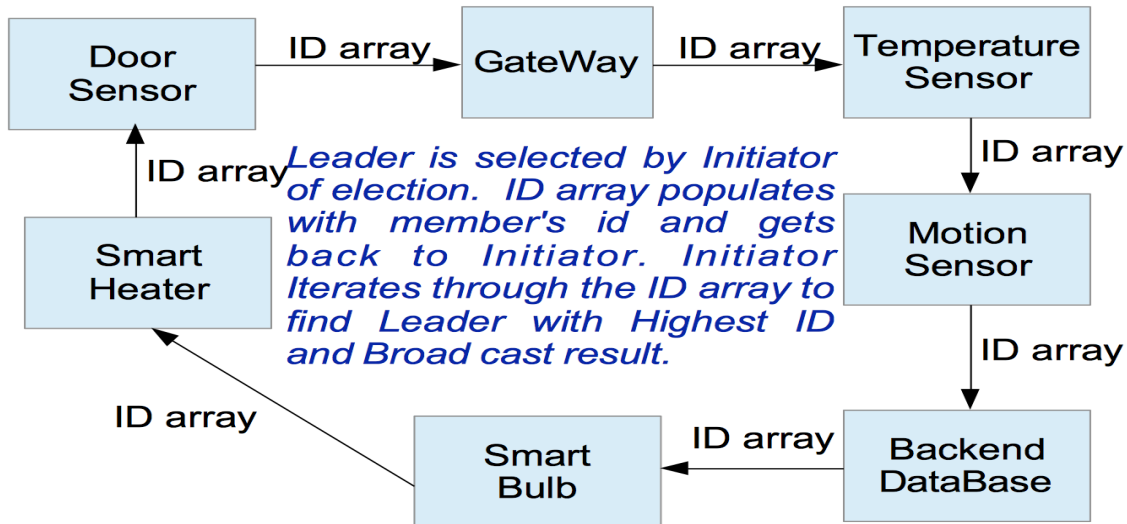 Door
Sensor
ID array
GateWay
ID array
Temperature
Sensor
ID array
ID array
Leader is selected by Initiator
of election. ID array populates
with member's id and gets
back to Initiator. Initiator
Iterates through the ID array to
find Leader with Highest ID
and Broad cast result.
Smart
Heater
Motion
Sensor
ID array
ID array
Smart
Bulb
ID array
Backend
DataBase